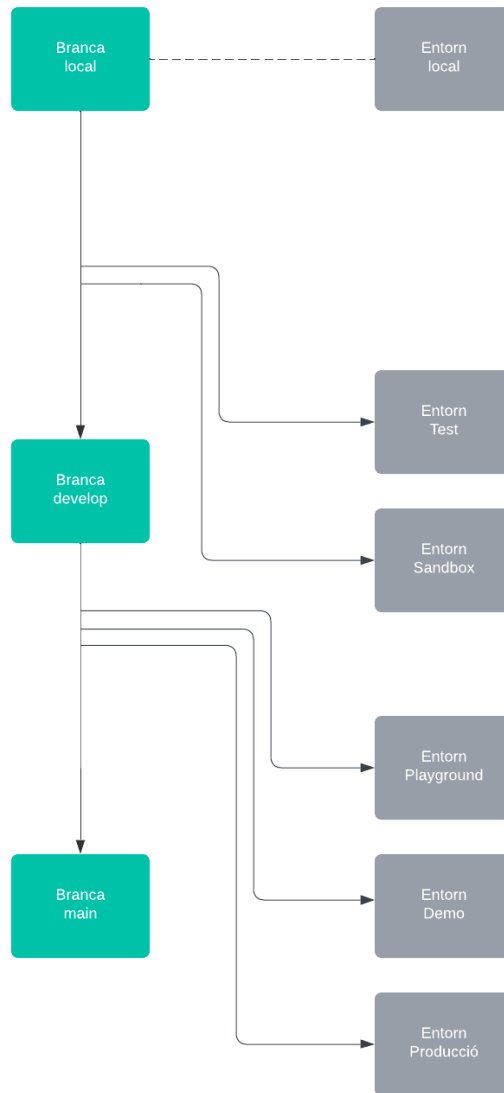 Branca
local
Entorn
local
Entorn
Test
Branca
develop
Entorn
Sandbox
Entorn
Playground
Branca
main
Entorn
Demo
Entorn
Producció